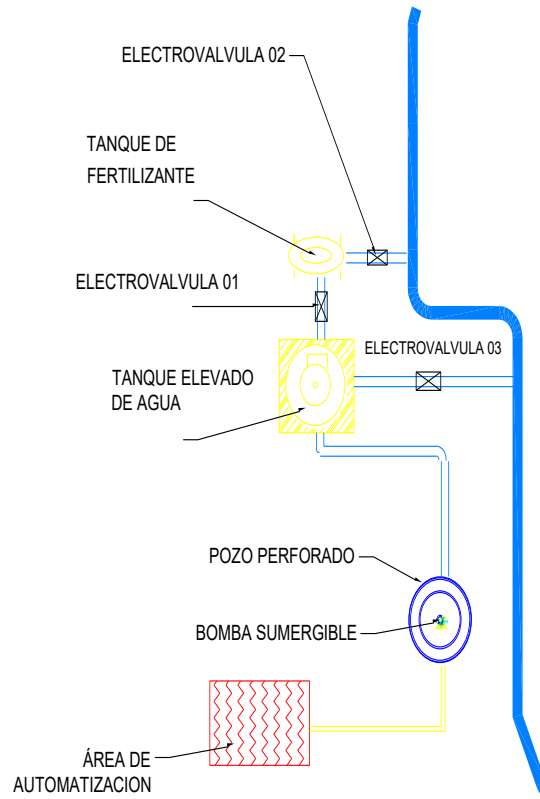 ELECTROVALVULA 02
TANQUE DE
FERTILIZANTE
ELECTROVALVULA 01
ELECTROVALVULA 03
TANQUE ELEVADO
DE AGUA
POZO PERFORADO
BOMBA SUMERGIBLE
ÁREA DE
AUTOMATIZACION